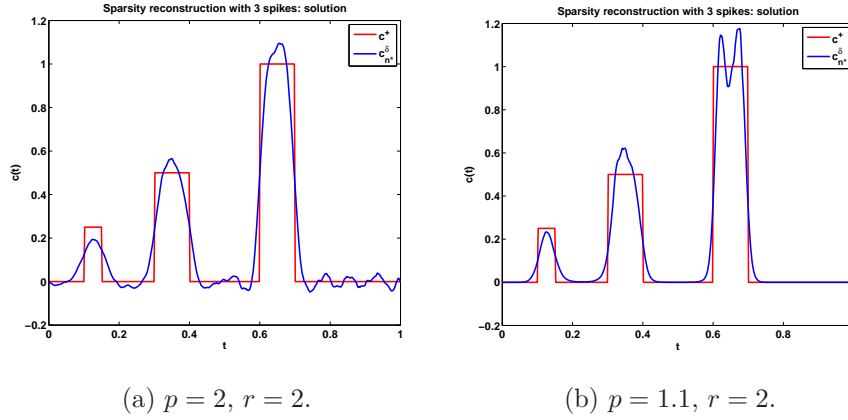 Sparsity reconstruction with 3 spikes: solution
1.2
1
0.8
0.6
0.4
0.2
0
−0.2
c(t)
0
0.2
0.4
0.6
0.8
1
t
c⁺
c^δ_n*
(a) p = 2, r = 2.
Sparsity reconstruction with 3 spikes: solution
1.2
1
0.8
0.6
0.4
0.2
0
−0.2
c(t)
0
0.2
0.4
0.6
0.8
t
c⁺
c^δ_n*
(b) p = 1.1, r = 2.